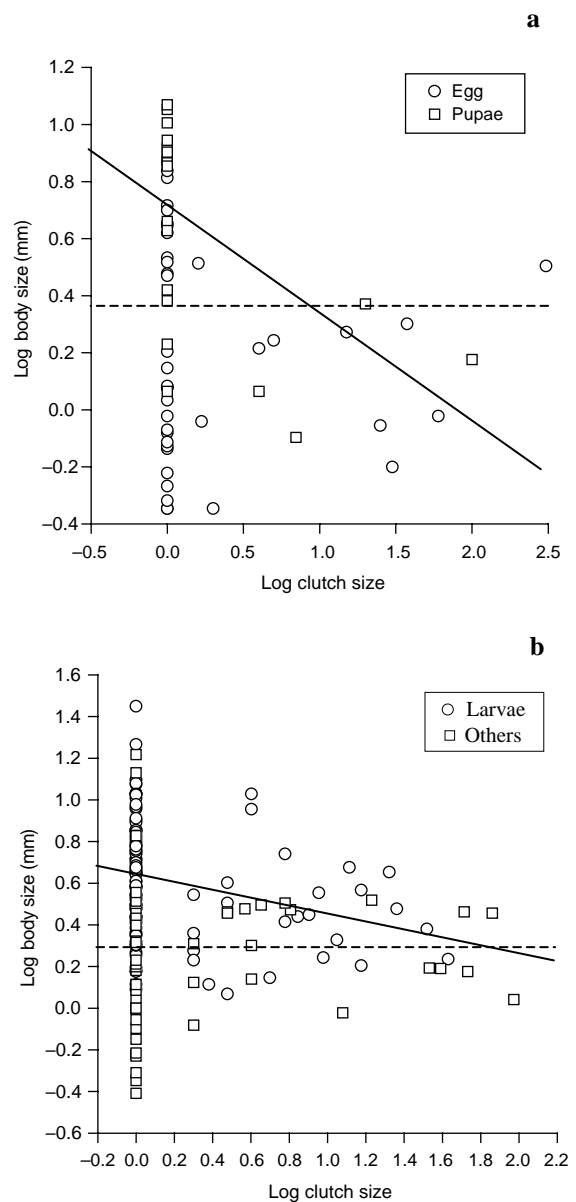 a
1.2
1.0
0.8
0.6
0.4
0.2
0.0
–0.2
–0.4
Log body size (mm)
Egg
Pupae
–0.5 0.0 0.5 1.0 1.5 2.0 2.5
Log clutch size
b
1.6
1.4
1.2
1.0
0.8
0.6
0.4
0.2
0.0
–0.2
–0.4
–0.6
Log body size (mm)
Larvae
Others
–0.2 0.0 0.2 0.4 0.6 0.8 1.0 1.2 1.4 1.6 1.8 2.0 2.2
Log clutch size